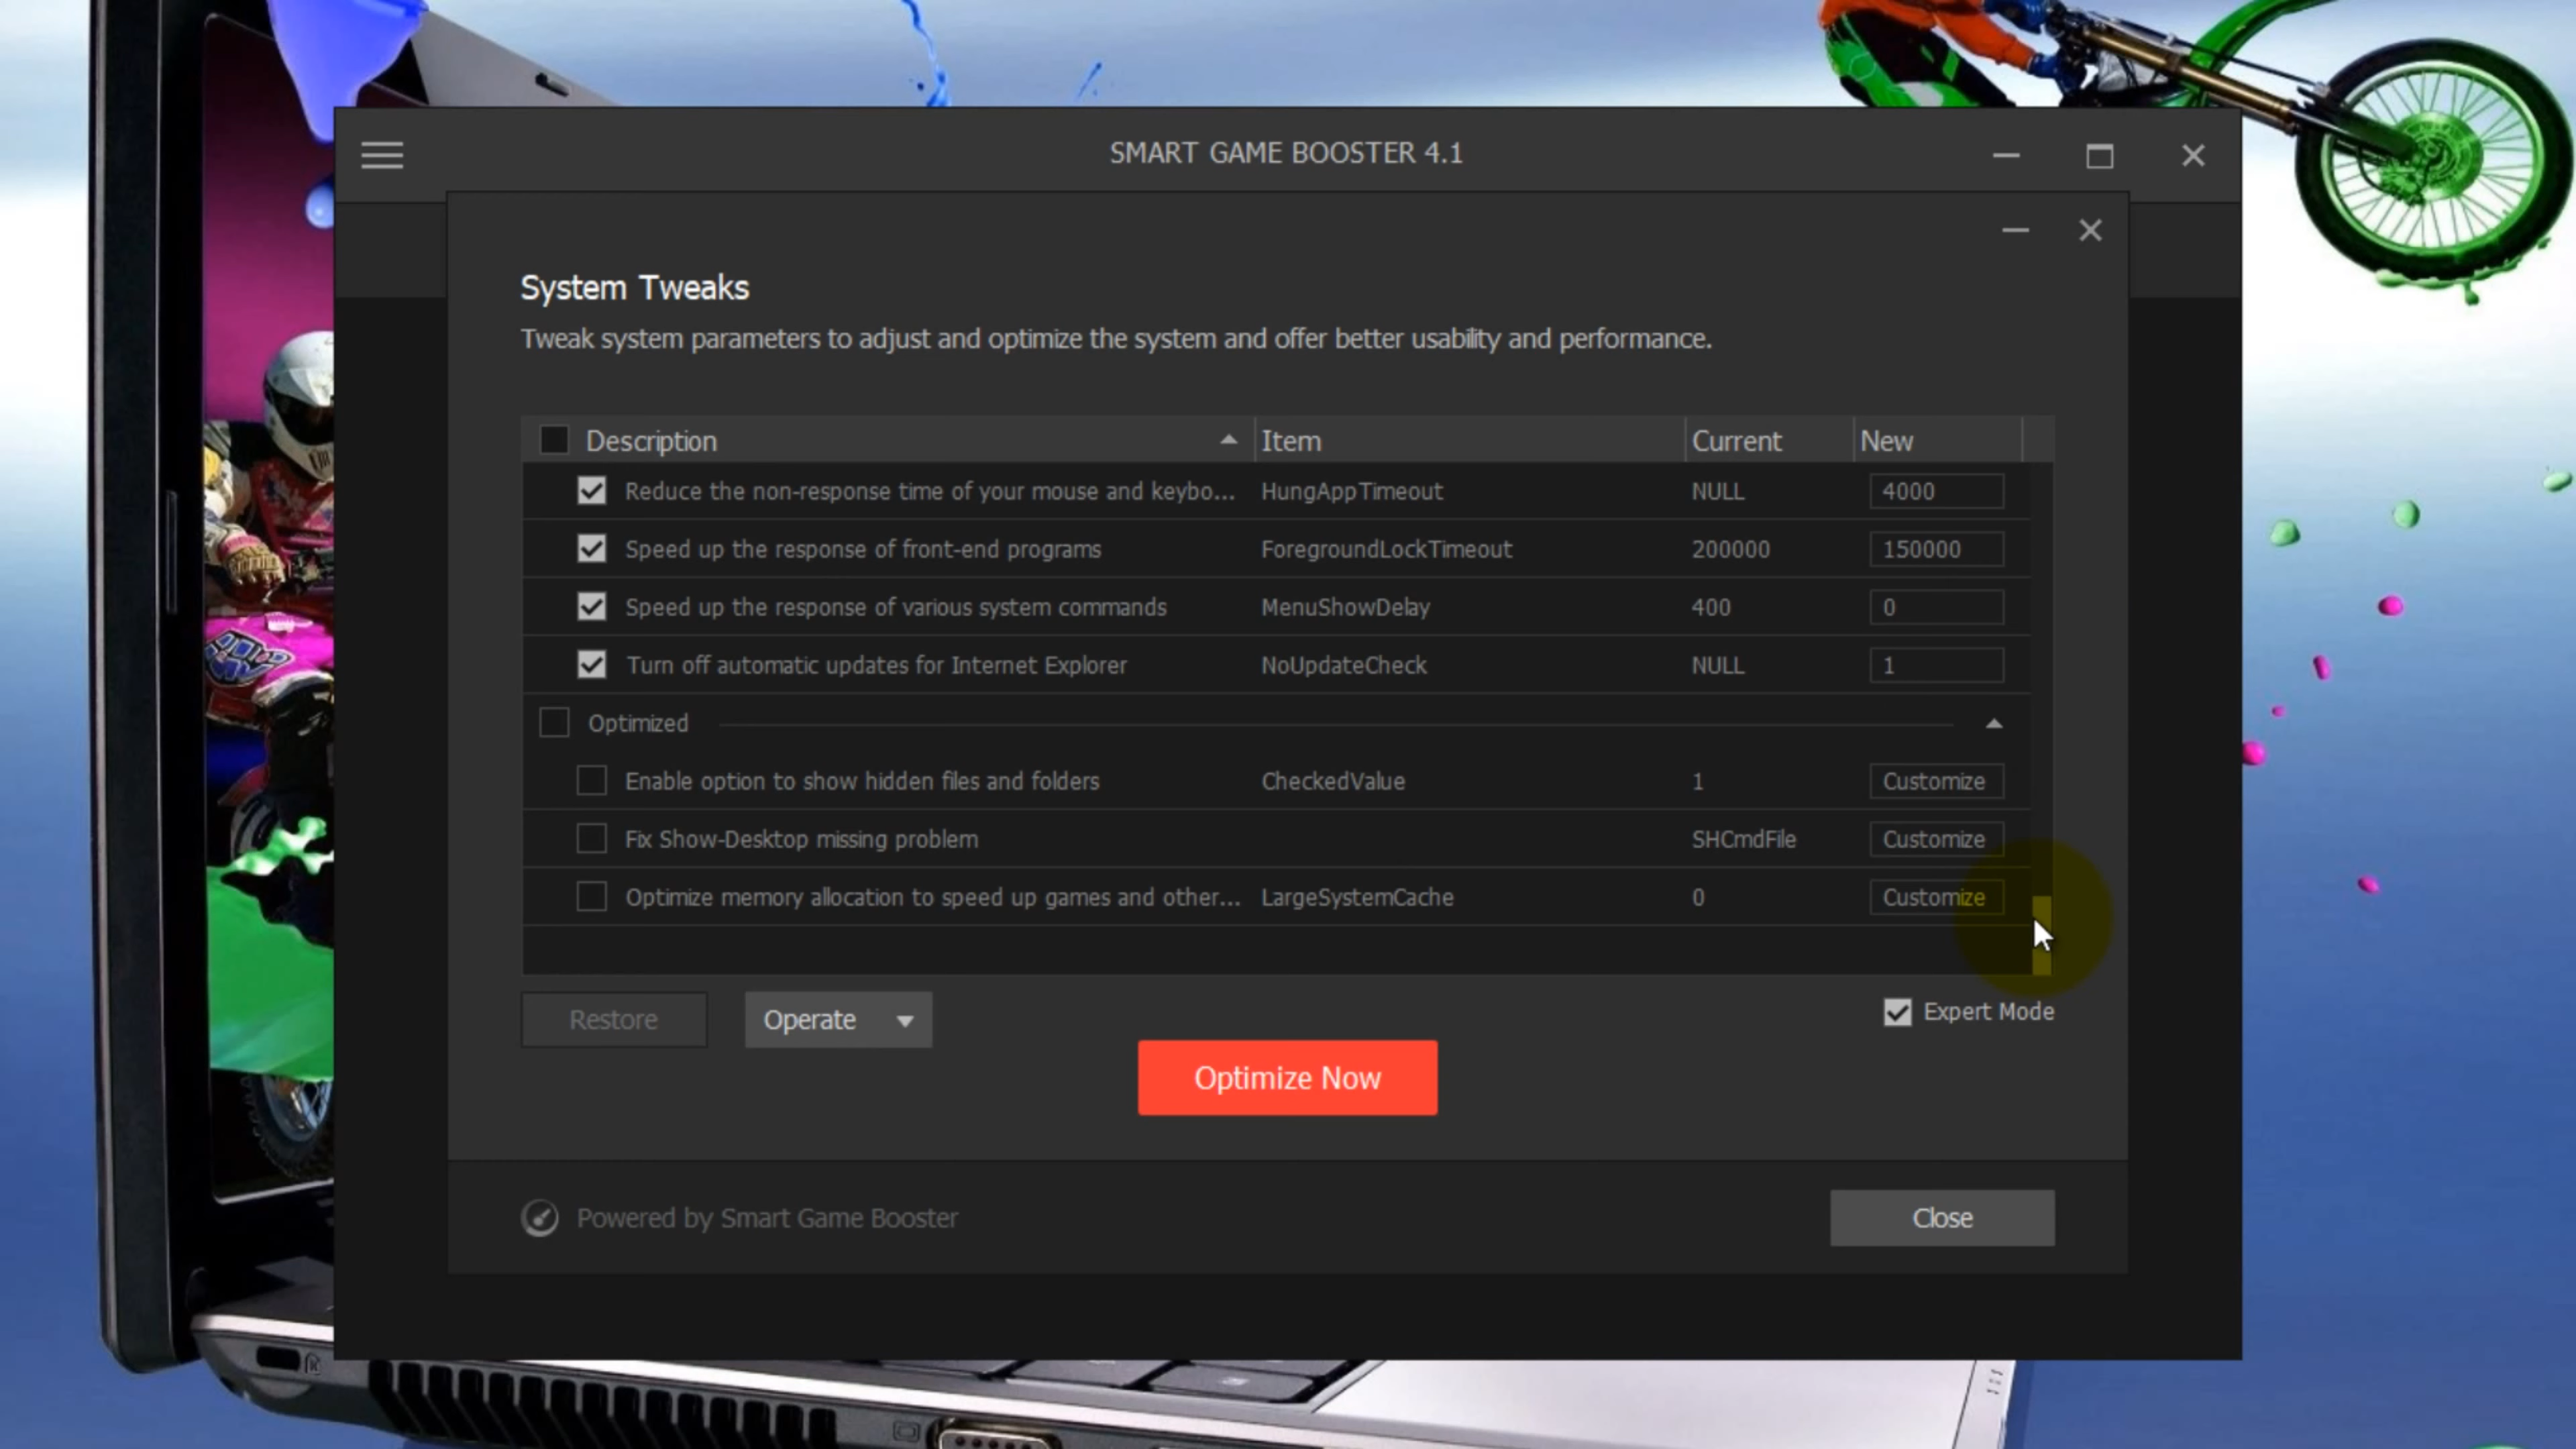 SMART GAME BOOSTER 4.1
System Tweaks
Tweak system parameters to adjust and optimize the system and offer better usability and performance.
Description Item Current New
Reduce the non-response time of your mouse and keybo... HungAppTimeout NULL 4000
Speed up the response of front-end programs ForegroundLockTimeout 200000 150000
Speed up the response of various system commands MenuShowDelay 400 0
Turn off automatic updates for Internet Explorer NoUpdateCheck NULL 1
Optimized
Enable option to show hidden files and folders CheckedValue 1 Customize
Fix Show-Desktop missing problem SHCmdFile Customize
Optimize memory allocation to speed up games and other... LargeSystemCache 0 Customize
Restore Operate Expert Mode
Optimize Now
Powered by Smart Game Booster Close